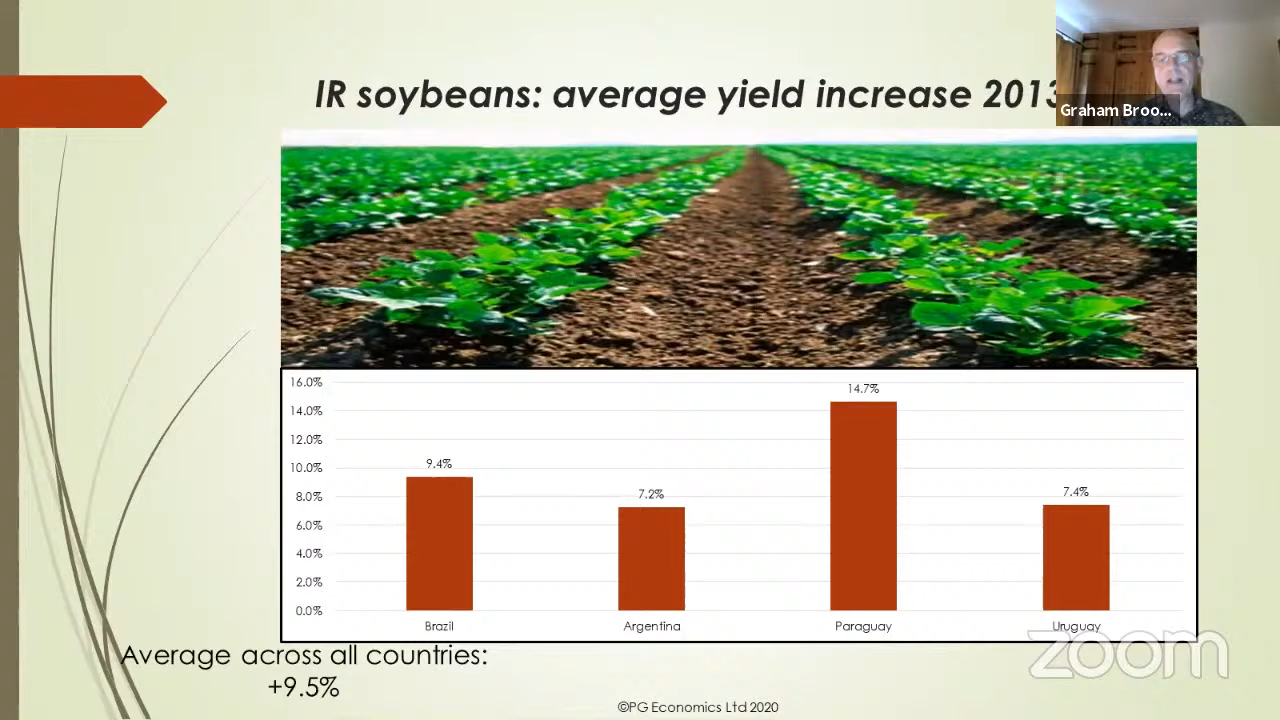 IR soybeans: average yield increase 2013
Graham Broo...
16.0%
14.0%
12.0%
10.0%
8.0%
6.0%
4.0%
2.0%
0.0%
9.4%
7.2%
14.7%
7.4%
Brazil
Argentina
Paraguay
Uruguay
Average across all countries:
+9.5%
©PG Economics Ltd 2020
zoom